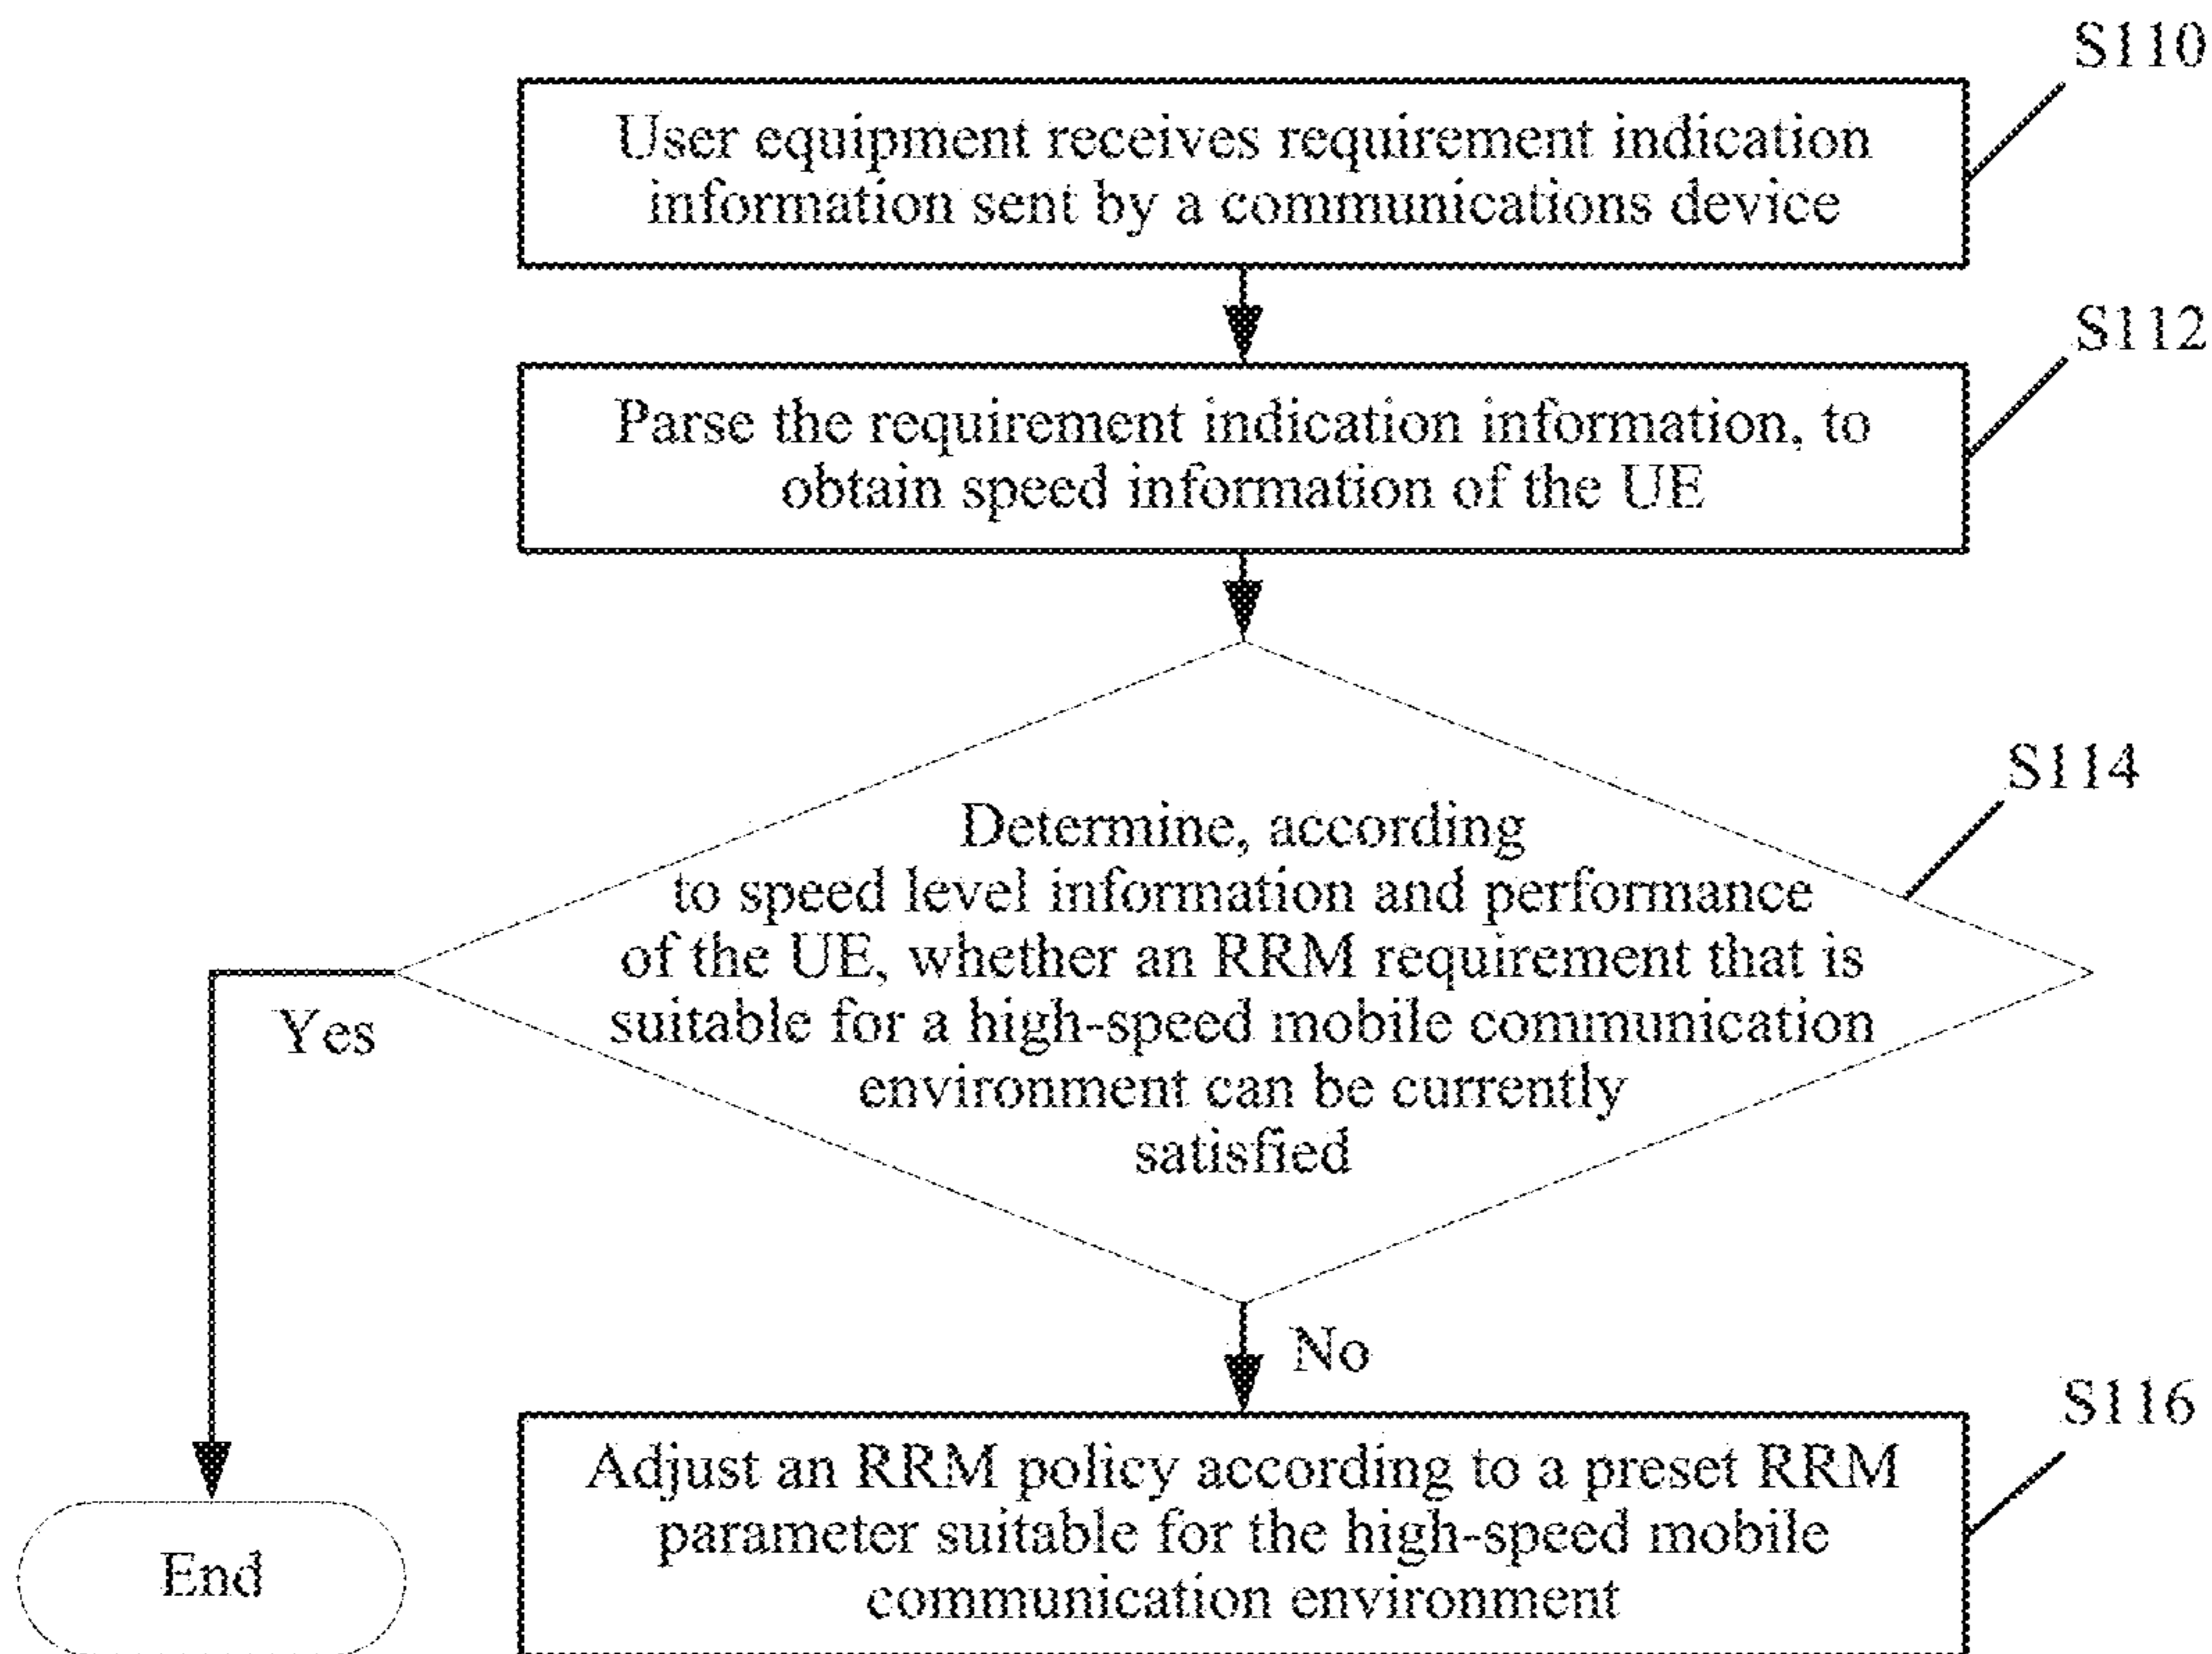 S110
User equipment receives requirement indication
information sent by a communications device
S112
Parse the requirement indication information, to
obtain speed information of the UE
S114
Determine, according
to speed level information and performance
of the UE, whether an RRM requirement that is
suitable for a high-speed mobile communication
environment can be currently
satisfied
Yes
No
S116
Adjust an RRM policy according to a preset RRM
parameter suitable for the high-speed mobile
communication environment
End